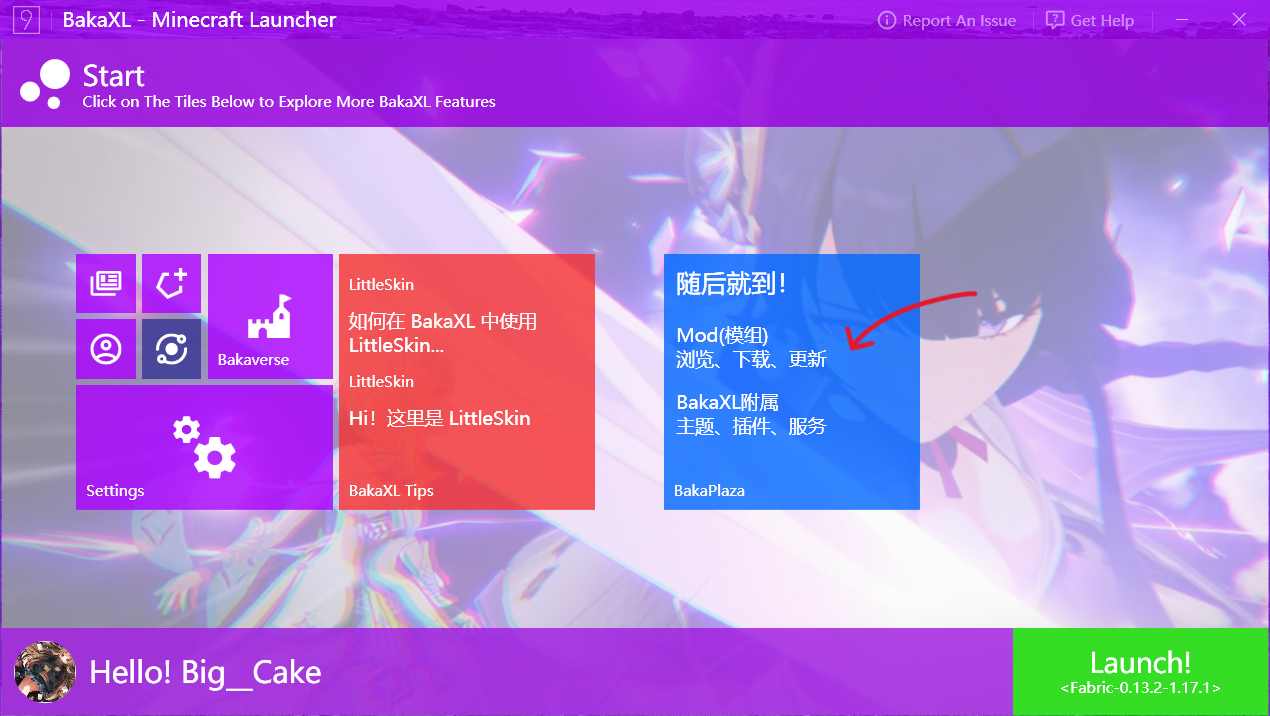 BakaXL - Minecraft Launcher
Report An Issue
Get Help
Start
Click on The Tiles Below to Explore More BakaXL Features
Bakaverse
Settings
LittleSkin
如何在 BakaXL 中使用
LittleSkin...
LittleSkin
Hi！这里是 LittleSkin
BakaXL Tips
随后就到！
Mod(模组)
浏览、下载、更新
BakaXL附属
主题、插件、服务
BakaPlaza
Hello! Big__Cake
Launch!
<Fabric-0.13.2-1.17.1>